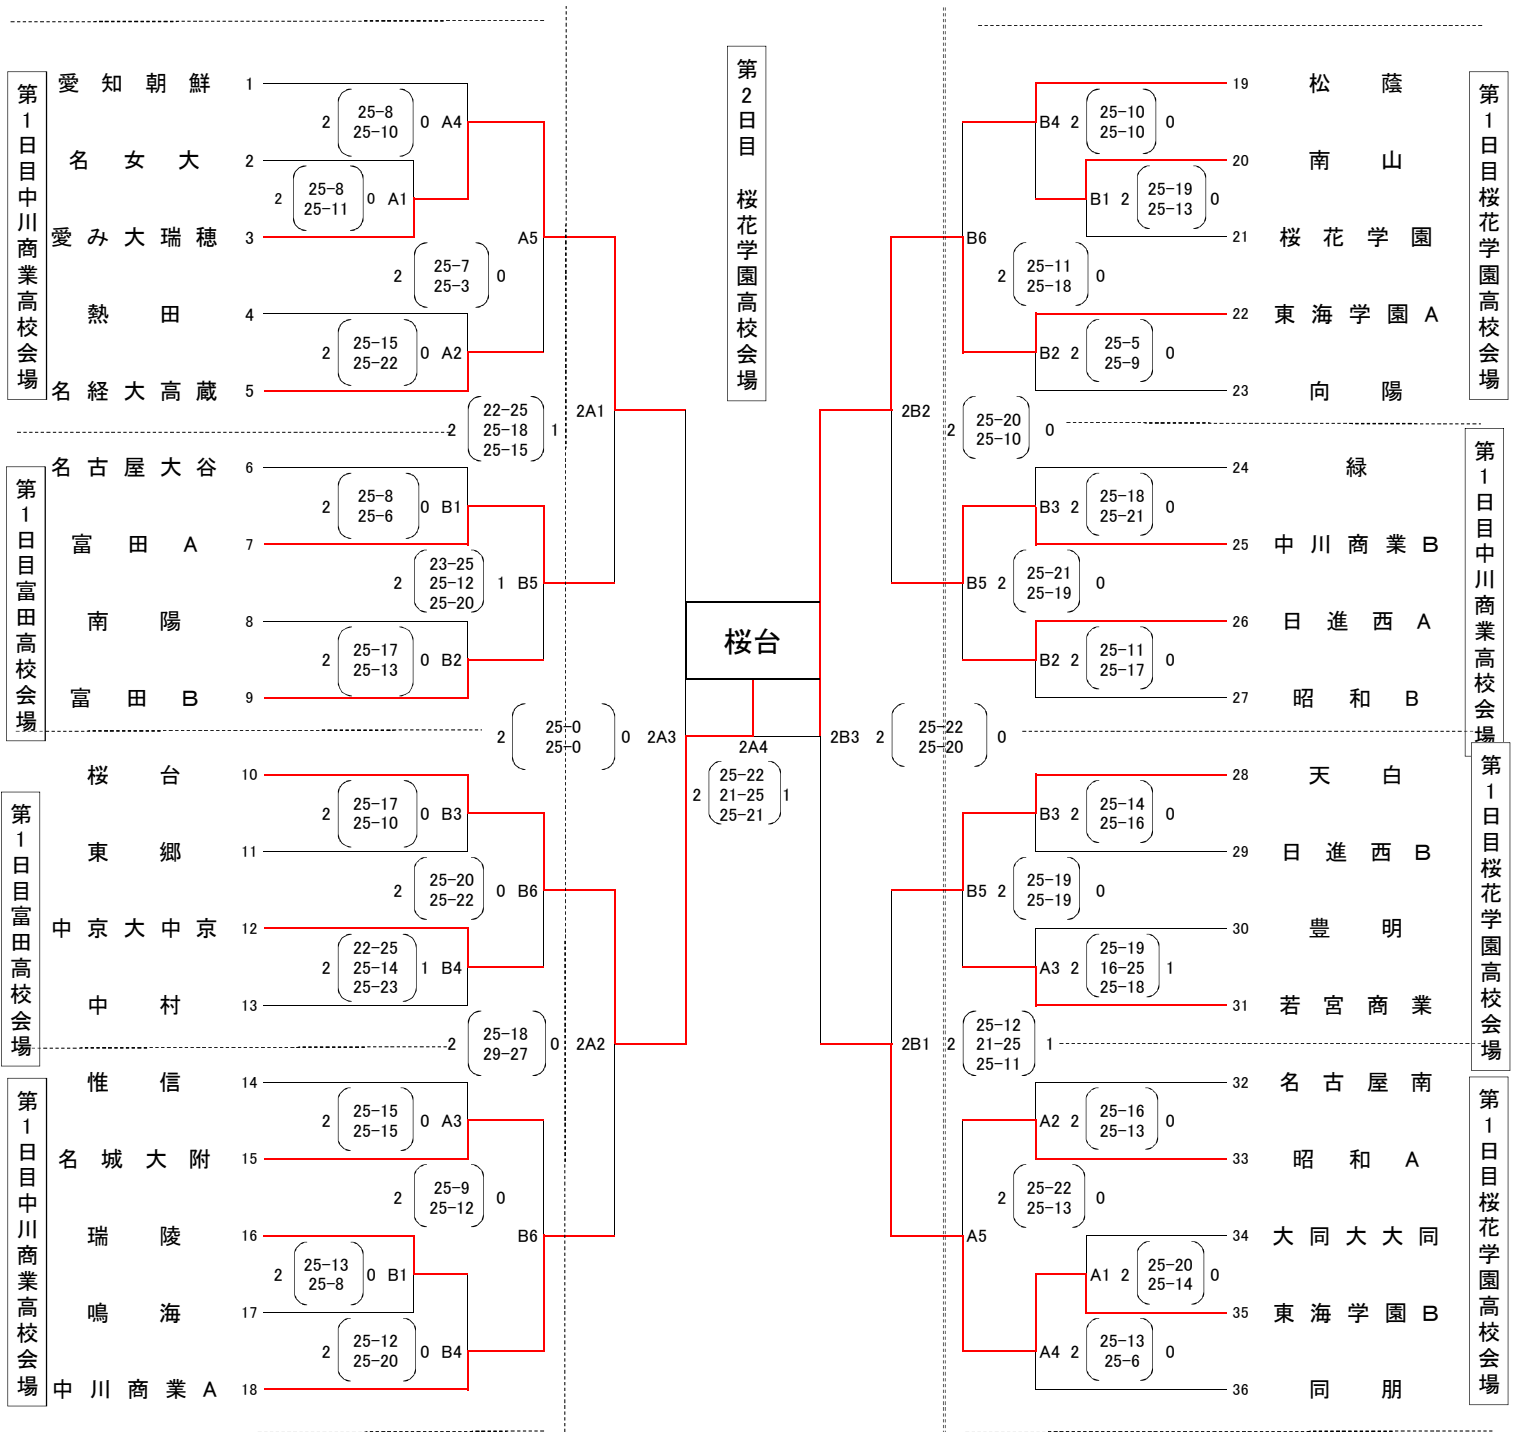 第1日目中川商業高校会場
愛知朝鮮 1
2 25-8 0 A4
25-10
名女大 2
2 25-8 0 A1
25-11
愛み大瑞穂 3
A5
2 25-7 0
25-3
熱田 4
2 25-15 0 A2
25-22
名経大高蔵 5
2 22-25 1 2A1
25-18
25-15
第1日目富田高校会場
名古屋大谷 6
2 25-8 0 B1
25-6
富田A 7
2 23-25 1 B5
25-12
25-20
南陽 8
2 25-17 0 B2
25-13
富田B 9
2 25-0 0 2A3
25-0
第1日目富田高校会場
桜台 10
2 25-17 0 B3
25-10
東郷 11
2 25-20 0 B6
25-22
中京大中京 12
2 22-25 1 B4
25-14
25-23
中村 13
2 25-18 0 2A2
29-27
第1日目中川商業高校会場
惟信 14
2 25-15 0 A3
25-15
名城大附 15
2 25-9 0
25-12
B6
瑞陵 16
2 25-13 0 B1
25-8
鳴海 17
2 25-12 0 B4
25-20
中川商業A 18
第2日目 桜花学園高校会場
桜台
2A4
2 25-22 1
21-25
25-21
第1日目桜花学園高校会場
19 松蔭
B4 2 25-10 0
25-10
20 南山
B1 2 25-19 0
25-13
21 桜花学園
B6
2 25-11 0
25-18
22 東海学園A
B2 2 25-5 0
25-9
23 向陽
2B2 2 25-20 0
25-10
第1日目中川商業高校会場
24 緑
B3 2 25-18 0
25-21
25 中川商業B
B5 2 25-21 0
25-19
26 日進西A
B2 2 25-11 0
25-17
27 昭和B
2B3 2 25-22 0
25-20
第1日目桜花学園高校会場
28 天白
B3 2 25-14 0
25-16
29 日進西B
B5 2 25-19 0
25-19
30 豊明
A3 2 25-19 1
16-25
25-18
31 若宮商業
2B1 2 25-12 1
21-25
25-11
第1日目桜花学園高校会場
32 名古屋南
A2 2 25-16 0
25-13
33 昭和A
2 25-22 0
25-13
A5
34 大同大大同
A1 2 25-20 0
25-14
35 東海学園B
A4 2 25-13 0
25-6
36 同朋